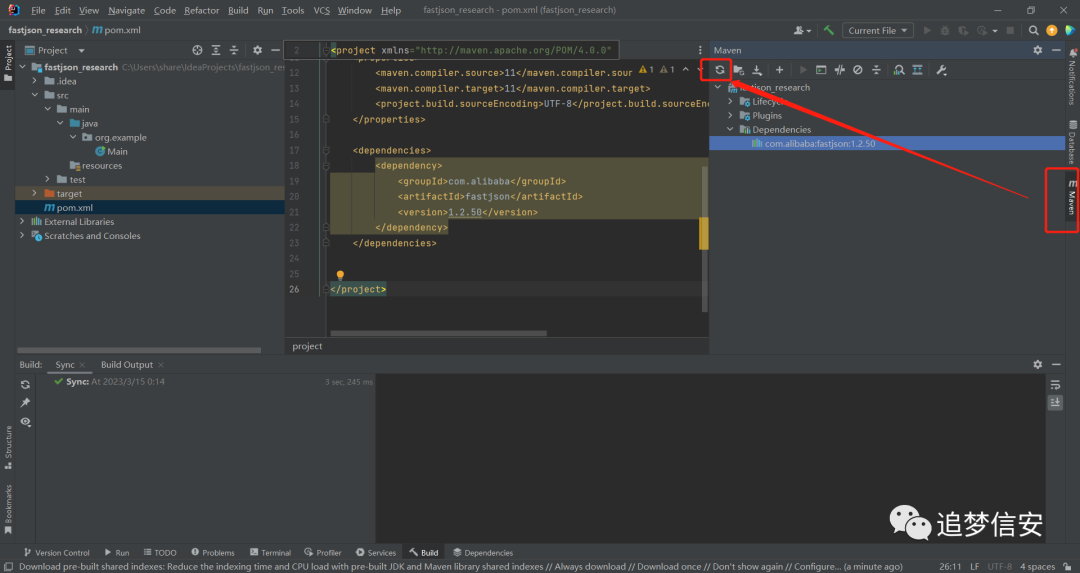 File Edit View Navigate Code Refactor Build Run Tools VCS Window Help fastjson_research - pom.xml (fastjson_research)
fastjson_research pom.xml
Current File
Project
fastjson_research C:\Users\share\IdeaProjects\fastjson_re
.idea
src
main
java
org.example
Main
resources
test
target
pom.xml
External Libraries
Scratches and Consoles
2 <project xmlns="http://maven.apache.org/POM/4.0.0"
12 <maven.compiler.source>11</maven.compiler.sour
1 1
13 <maven.compiler.target>11</maven.compiler.target>
14 <project.build.sourceEncoding>UTF-8</project.build.sourceEn
15 </properties>
16
17 <dependencies>
18 <dependency>
19 <groupId>com.alibaba</groupId>
20 <artifactId>fastjson</artifactId>
21 <version>1.2.50</version>
22 </dependency>
23 </dependencies>
24
25
26 </project>
project
Maven
fastjson_research
Lifecycle
Plugins
Dependencies
com.alibaba:fastjson:1.2.50
Project
Structure
Bookmarks
Notifications
Database
Maven
Build: Sync Build Output
Sync: At 2023/3/15 0:14 3 sec, 245 ms
追梦信安
Version Control Run TODO Problems Terminal Profiler Services Build Dependencies
Download pre-built shared indexes: Reduce the indexing time and CPU load with pre-built JDK and Maven library shared indexes // Always download // Download once // Don't show again // Configure... (a minute ago) 26:11 LF UTF-8 4 spaces